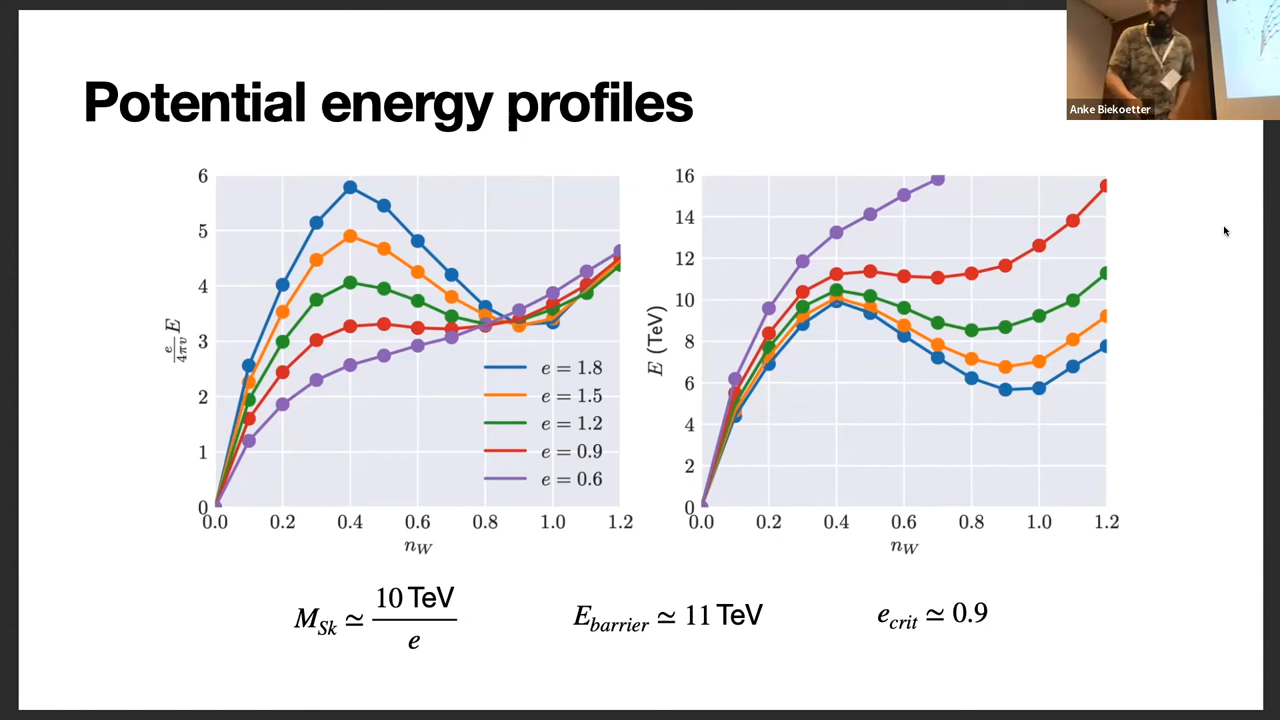 Potential energy profiles
Anke Biekoetter
6
5
4
3
2
1
0
e/4πv E
0.0 0.2 0.4 0.6 0.8 1.0 1.2
n_W
e = 1.8
e = 1.5
e = 1.2
e = 0.9
e = 0.6
16
14
12
10
8
6
4
2
0
E (TeV)
0.0 0.2 0.4 0.6 0.8 1.0 1.2
n_W
M_Sk ≃ 10 TeV / e
E_barrier ≃ 11 TeV
e_crit ≃ 0.9